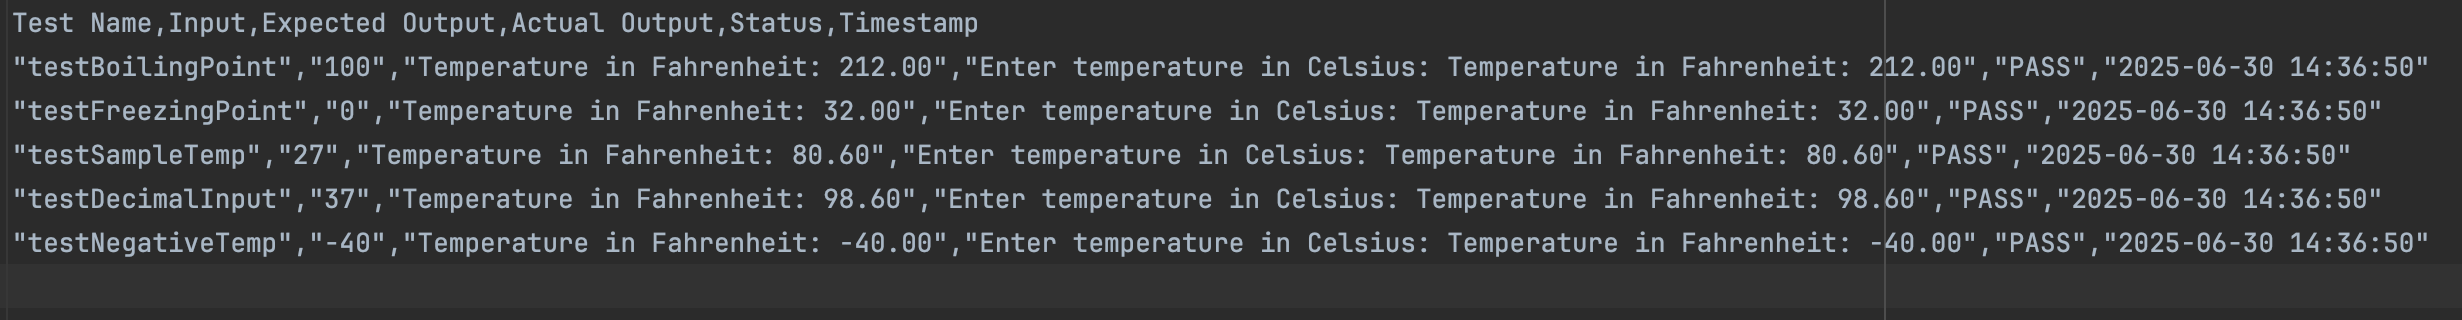 Test Name,Input,Expected Output,Actual Output,Status,Timestamp
"testBoilingPoint","100","Temperature in Fahrenheit: 212.00","Enter temperature in Celsius: Temperature in Fahrenheit: 212.00","PASS","2025-06-30 14:36:50"
"testFreezingPoint","0","Temperature in Fahrenheit: 32.00","Enter temperature in Celsius: Temperature in Fahrenheit: 32.00","PASS","2025-06-30 14:36:50"
"testSampleTemp","27","Temperature in Fahrenheit: 80.60","Enter temperature in Celsius: Temperature in Fahrenheit: 80.60","PASS","2025-06-30 14:36:50"
"testDecimalInput","37","Temperature in Fahrenheit: 98.60","Enter temperature in Celsius: Temperature in Fahrenheit: 98.60","PASS","2025-06-30 14:36:50"
"testNegativeTemp","-40","Temperature in Fahrenheit: -40.00","Enter temperature in Celsius: Temperature in Fahrenheit: -40.00","PASS","2025-06-30 14:36:50"